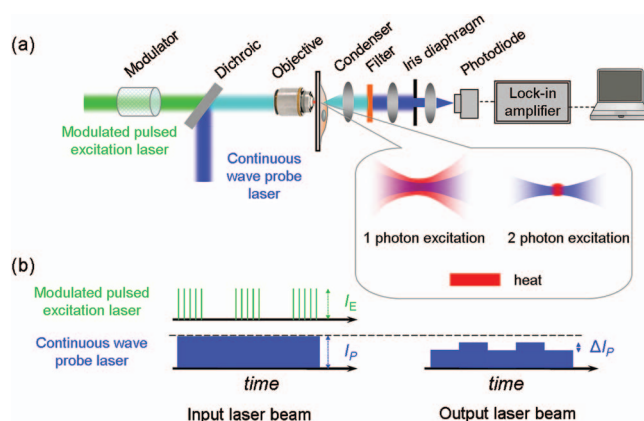 (a)
Modulator
Dichroic
Objective
Condenser
Filter
Iris diaphragm
Photodiode
Lock-in
amplifier
Modulated pulsed
excitation laser
Continuous
wave probe
laser
1 photon excitation
2 photon excitation
heat
(b)
Modulated pulsed
excitation laser
I_E
Continuous wave
probe laser
I_P
ΔI_P
time
time
Input laser beam
Output laser beam